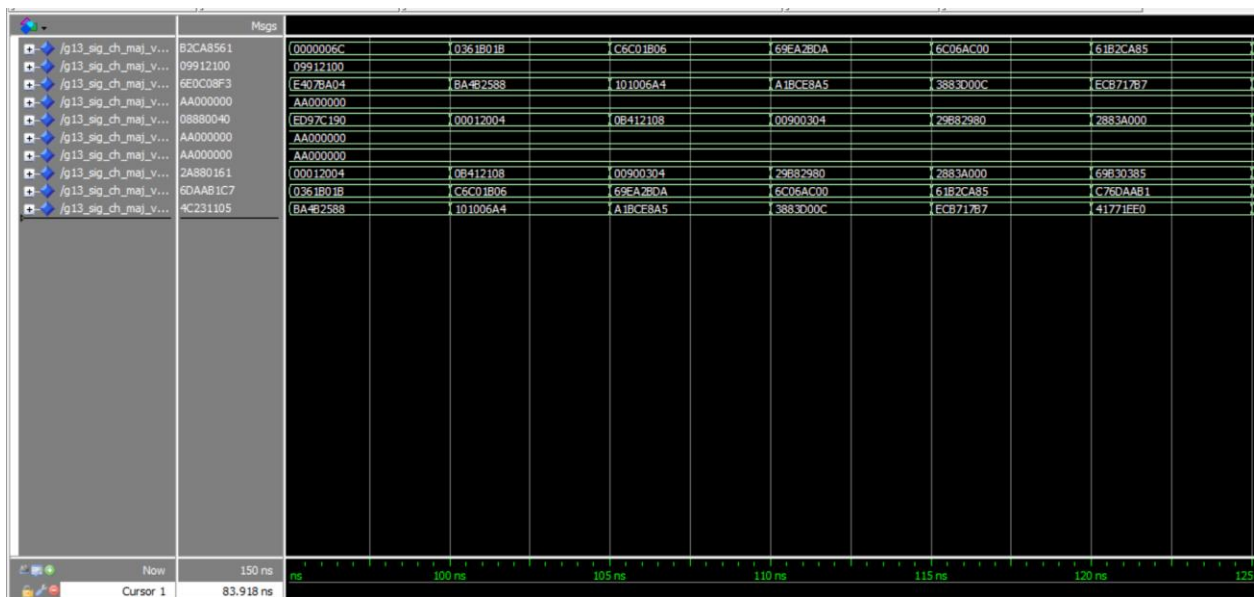 Msgs
/g13_sig_ch_maj_v... B2CA8561 0000006C 0361B01B C6C01B06 69EA2BDA 6C06AC00 61B2CA85
/g13_sig_ch_maj_v... 09912100 09912100
/g13_sig_ch_maj_v... 6E0C08F3 E407BA04 BA4B2588 101006A4 A1BCE8A5 3883D00C ECB717B7
/g13_sig_ch_maj_v... AA000000 AA000000
/g13_sig_ch_maj_v... 08880040 ED97C190 00012004 0B412108 00900304 29B82980 2883A000
/g13_sig_ch_maj_v... AA000000 AA000000
/g13_sig_ch_maj_v... AA000000 AA000000
/g13_sig_ch_maj_v... 2A880161 00012004 0B412108 00900304 29B82980 2883A000 69B30385
/g13_sig_ch_maj_v... 6DAAB1C7 0361B01B C6C01B06 69EA2BDA 6C06AC00 61B2CA85 C76DAAB1
/g13_sig_ch_maj_v... 4C231105 BA4B2588 101006A4 A1BCE8A5 3883D00C ECB717B7 41771EE0
Now 150 ns ns 100 ns 105 ns 110 ns 115 ns 120 ns 125
Cursor 1 83.918 ns